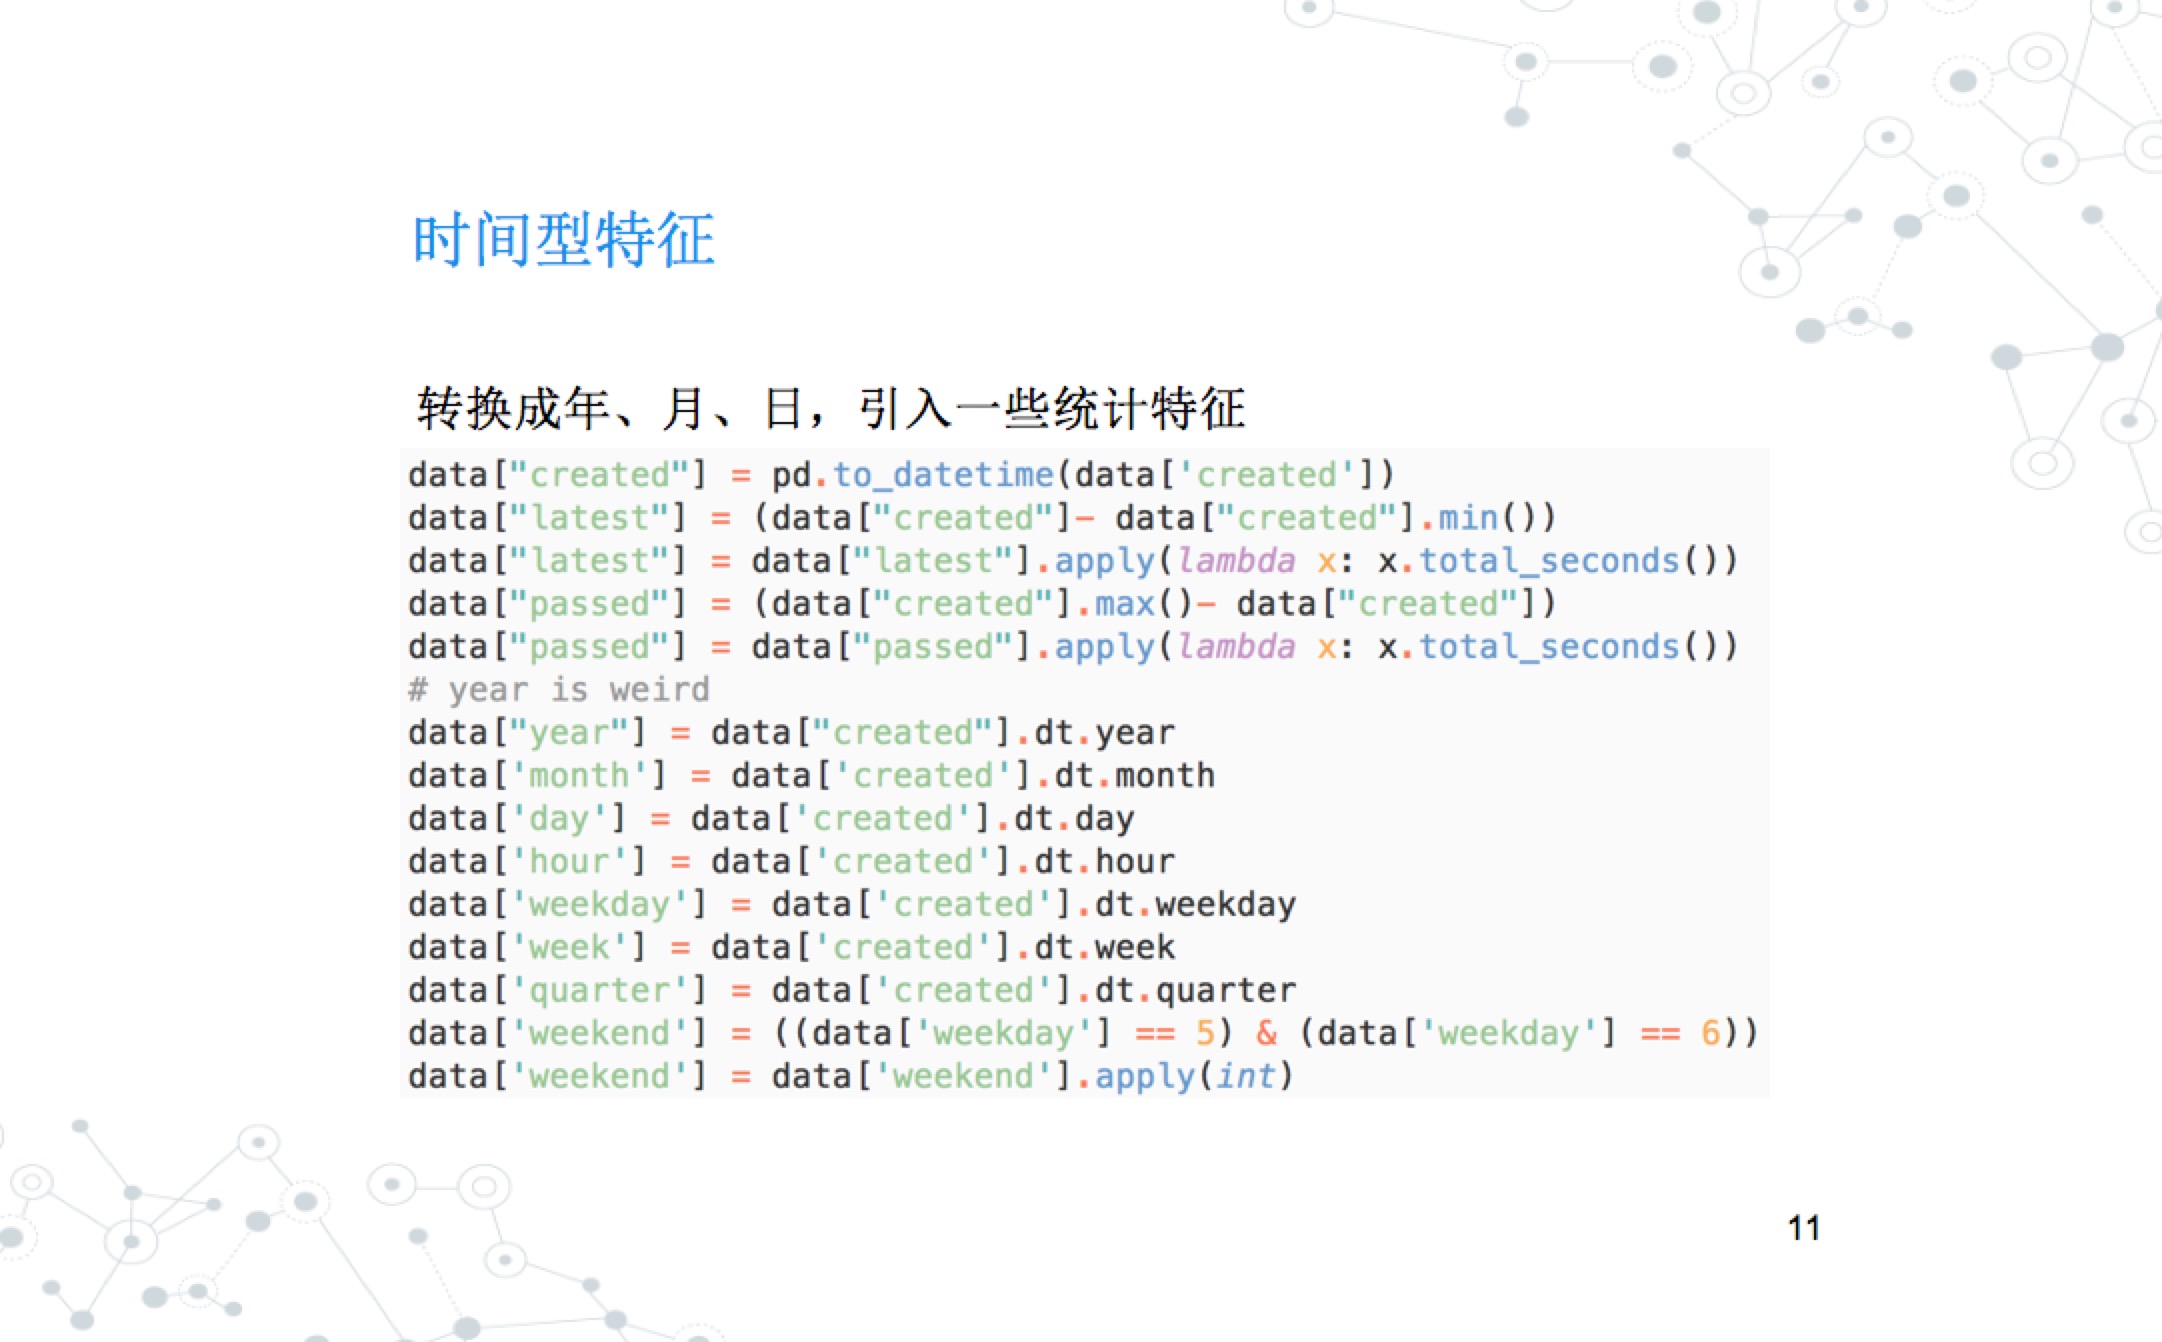 时间型特征
转换成年、月、日，引入一些统计特征
data["created"] = pd.to_datetime(data['created'])
data["latest"] = (data["created"]- data["created"].min())
data["latest"] = data["latest"].apply(lambda x: x.total_seconds())
data["passed"] = (data["created"].max()- data["created"])
data["passed"] = data["passed"].apply(lambda x: x.total_seconds())
# year is weird
data["year"] = data["created"].dt.year
data['month'] = data['created'].dt.month
data['day'] = data['created'].dt.day
data['hour'] = data['created'].dt.hour
data['weekday'] = data['created'].dt.weekday
data['week'] = data['created'].dt.week
data['quarter'] = data['created'].dt.quarter
data['weekend'] = ((data['weekday'] == 5) & (data['weekday'] == 6))
data['weekend'] = data['weekend'].apply(int)
11